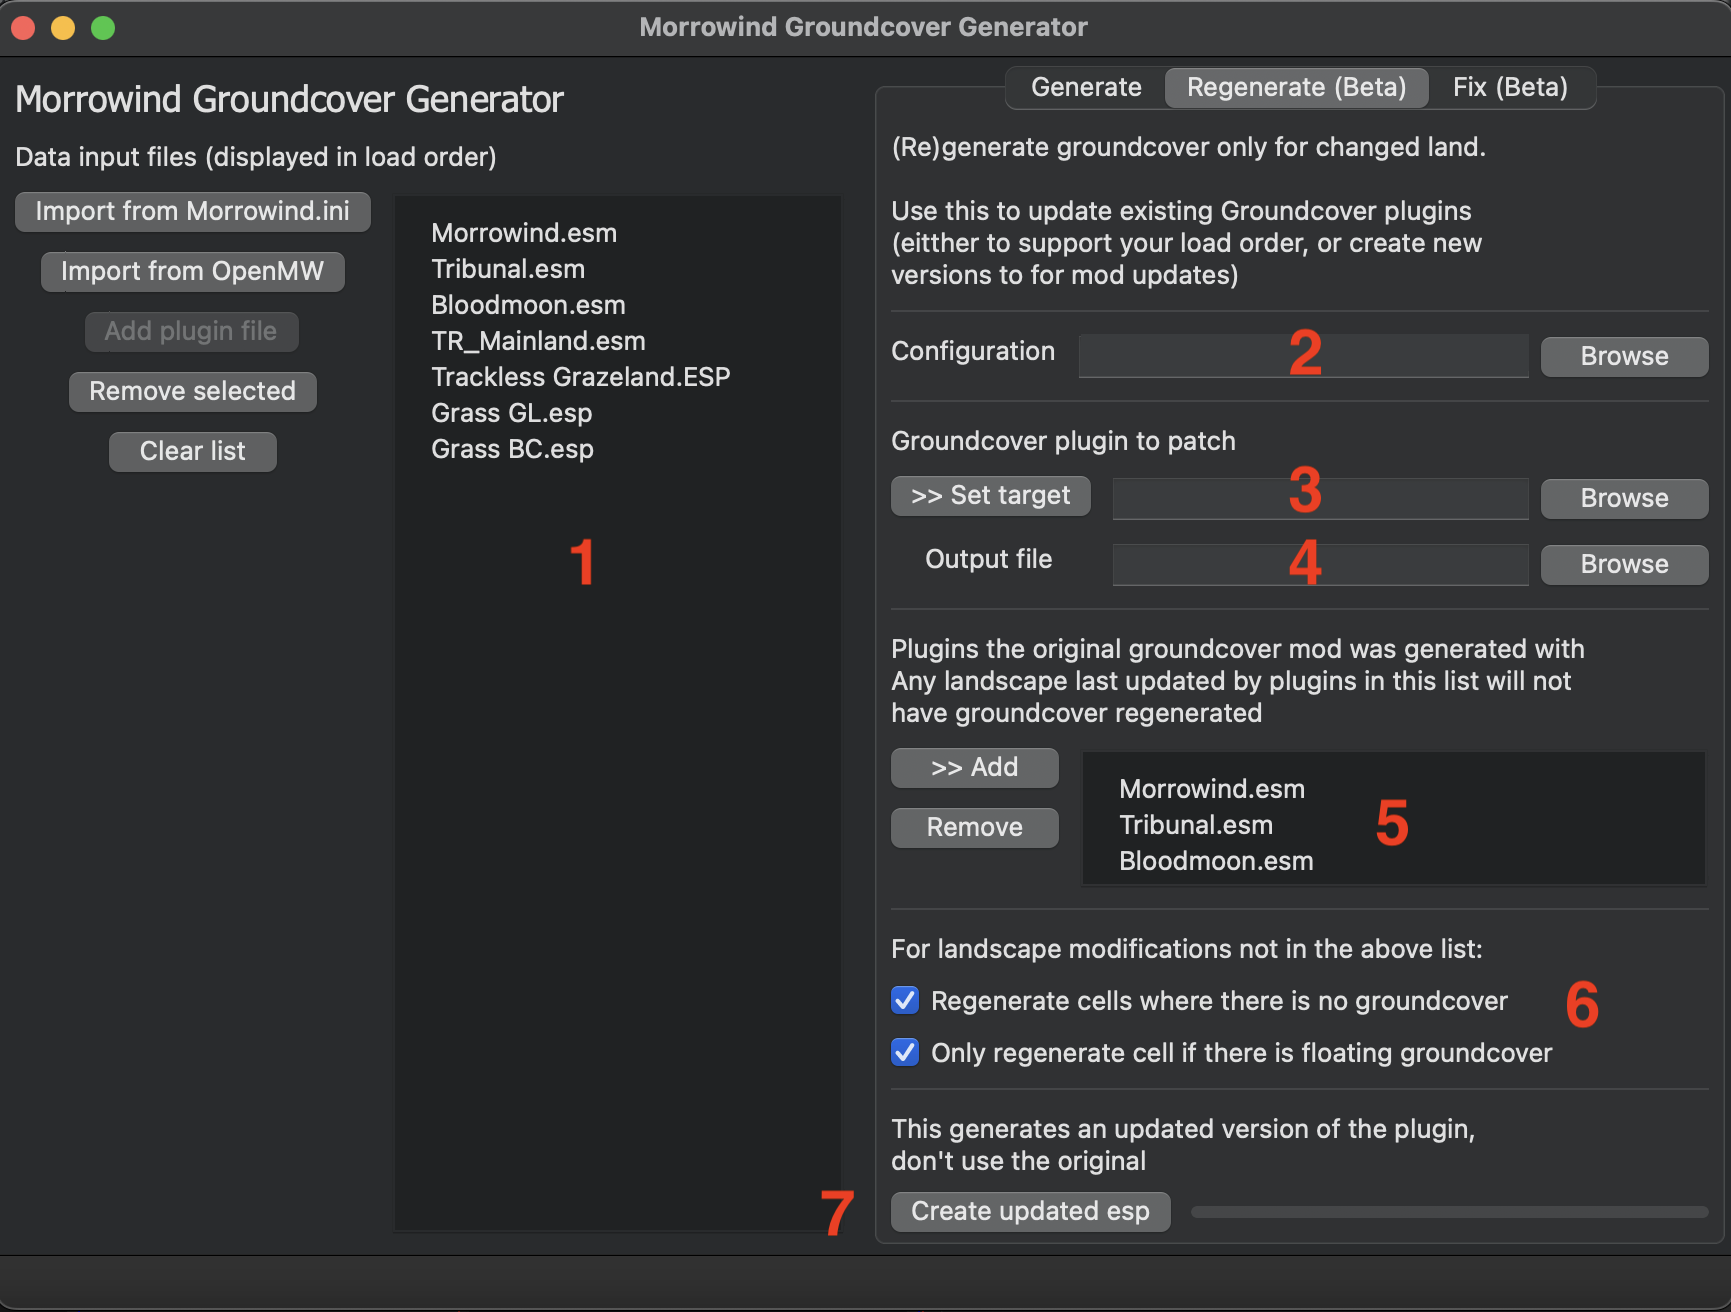 Morrowind Groundcover Generator
Morrowind Groundcover Generator
Data input files (displayed in load order)
Import from Morrowind.ini
Import from OpenMW
Add plugin file
Remove selected
Clear list
Morrowind.esm
Tribunal.esm
Bloodmoon.esm
TR_Mainland.esm
Trackless Grazeland.ESP
Grass GL.esp
Grass BC.esp
1
Generate
Regenerate (Beta)
Fix (Beta)
(Re)generate groundcover only for changed land.
Use this to update existing Groundcover plugins
(eitther to support your load order, or create new
versions to for mod updates)
Configuration
2
Browse
Groundcover plugin to patch
>> Set target
3
Browse
Output file
4
Browse
Plugins the original groundcover mod was generated with
Any landscape last updated by plugins in this list will not
have groundcover regenerated
>> Add
Remove
Morrowind.esm
Tribunal.esm
Bloodmoon.esm
5
For landscape modifications not in the above list:
Regenerate cells where there is no groundcover
Only regenerate cell if there is floating groundcover
6
This generates an updated version of the plugin,
don't use the original
7
Create updated esp